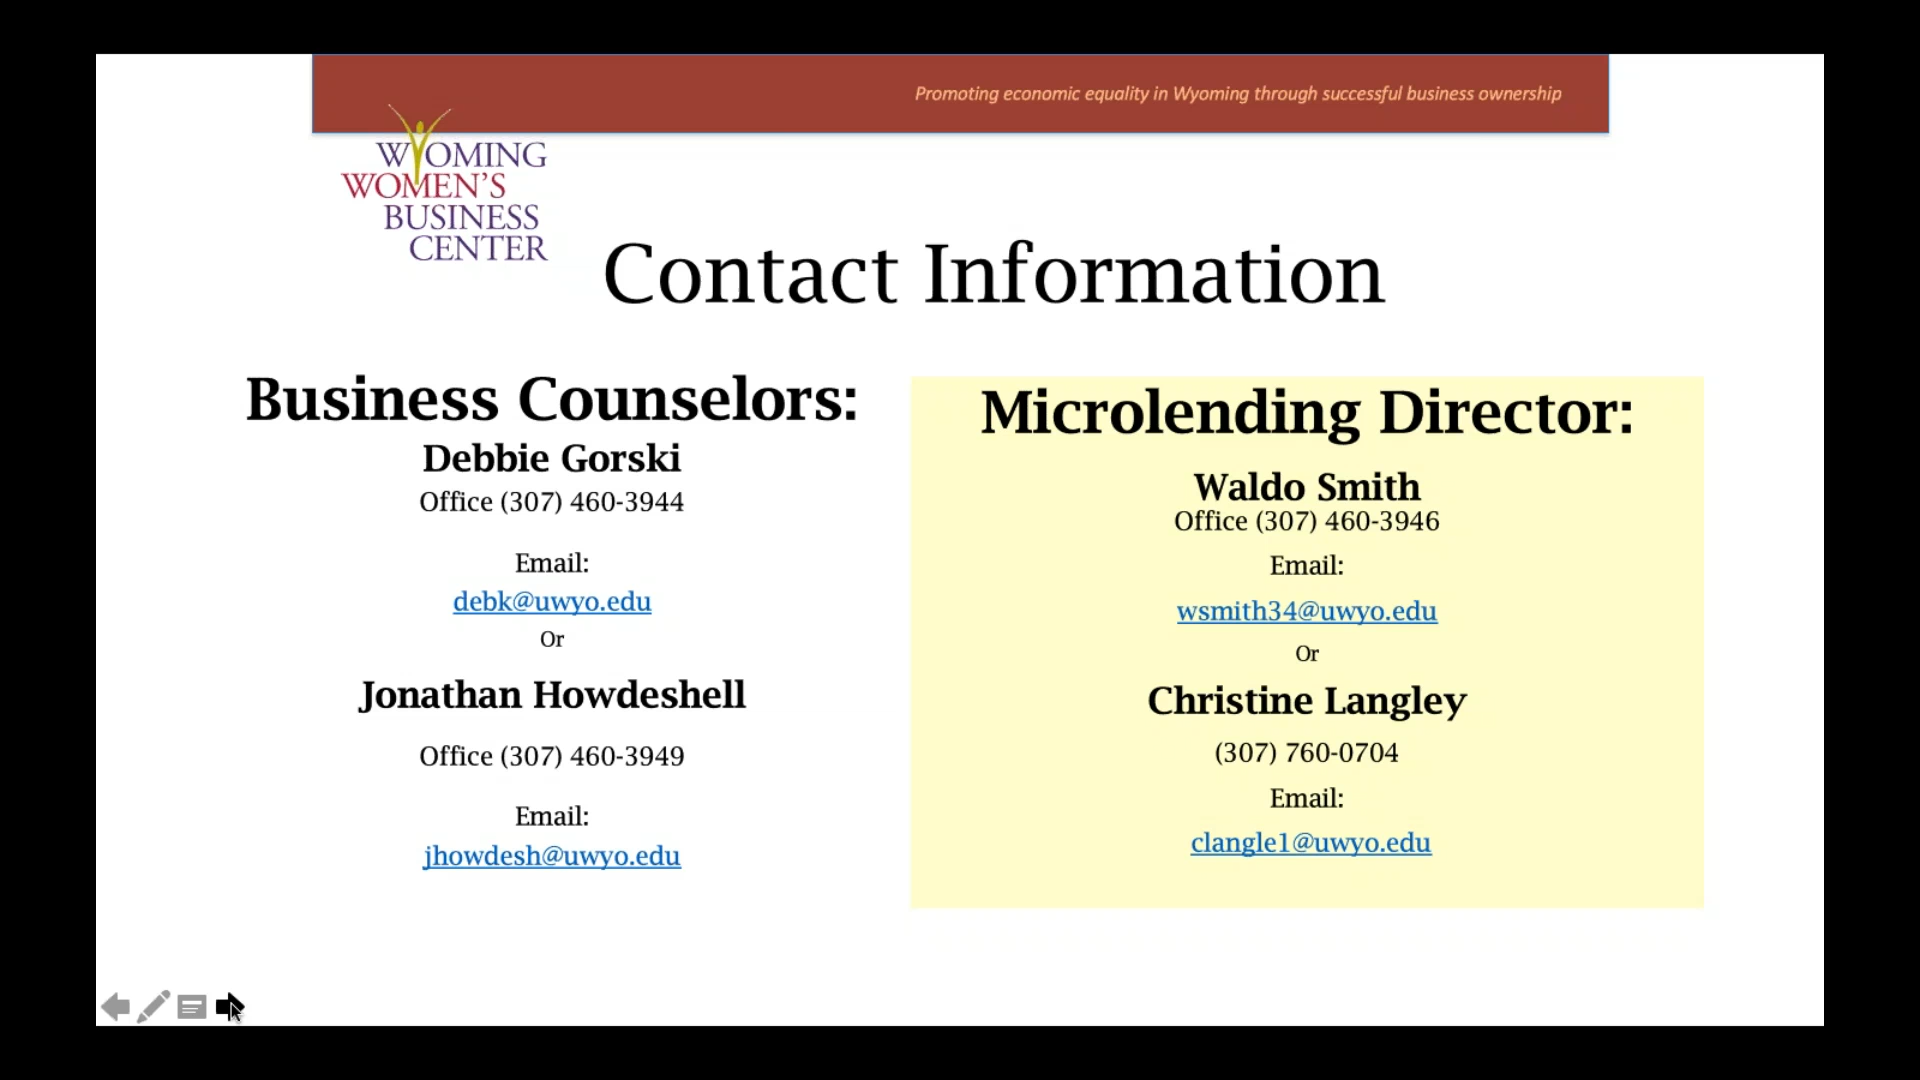 Promoting economic equality in Wyoming through successful business ownership
WYOMING
WOMEN'S
BUSINESS
CENTER
Contact Information
Business Counselors:
Debbie Gorski
Office (307) 460-3944
Email:
debk@uwyo.edu
Or
Jonathan Howdeshell
Office (307) 460-3949
Email:
jhowdesh@uwyo.edu
Microlending Director:
Waldo Smith
Office (307) 460-3946
Email:
wsmith34@uwyo.edu
Or
Christine Langley
(307) 760-0704
Email:
clangle1@uwyo.edu